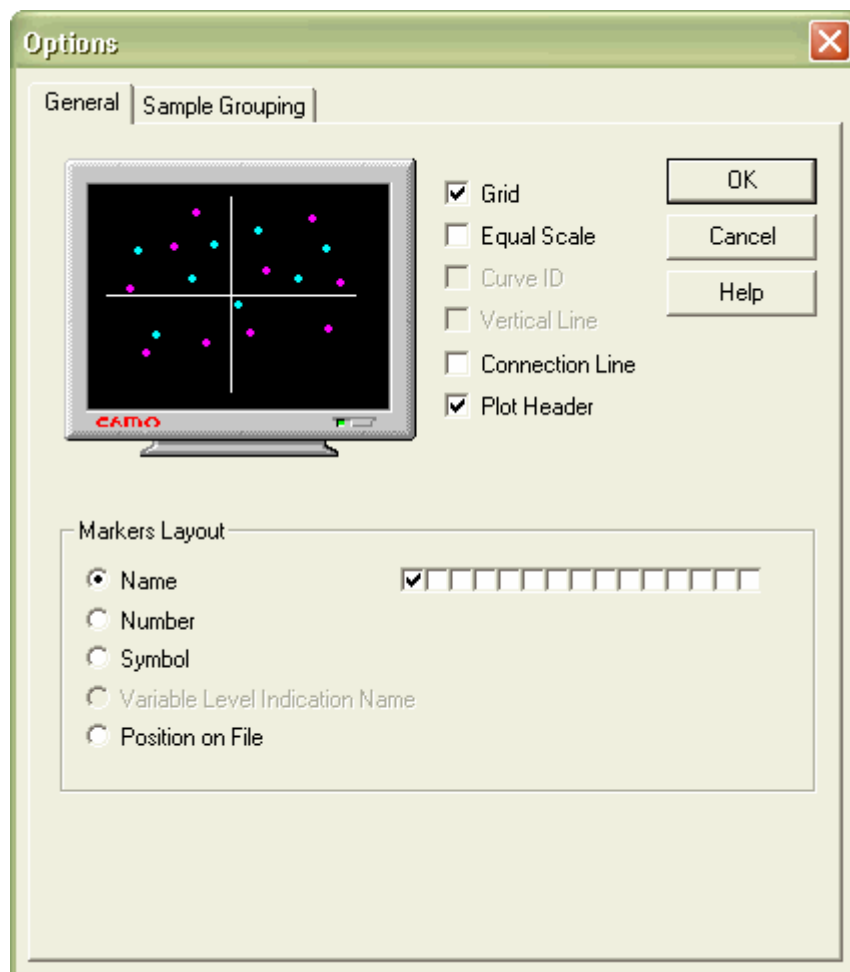 Options
General
Sample Grouping
CAMO
Grid
Equal Scale
Curve ID
Vertical Line
Connection Line
Plot Header
OK
Cancel
Help
Markers Layout
Name
Number
Symbol
Variable Level Indication Name
Position on File